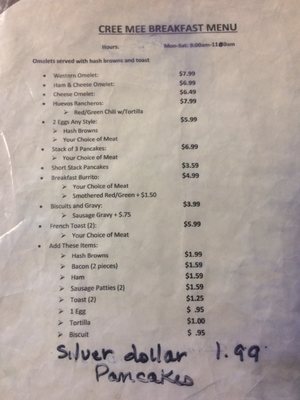 CREE MEE BREAKFAST MENU
Hours: Mon-Sat: 8:00am-11:00am
Omelets served with hash browns and toast
• Western Omelet: $7.99
• Ham & Cheese Omelet: $6.99
• Cheese Omelet: $6.49
• Huevos Rancheros: $7.99
➢ Red/Green Chili w/Tortilla
• 2 Eggs Any Style: $5.99
➢ Hash Browns
➢ Your Choice of Meat
• Stack of 3 Pancakes: $6.99
➢ Your Choice of Meat
• Short Stack Pancakes $3.59
• Breakfast Burrito: $4.99
➢ Your Choice of Meat
➢ Smothered Red/Green + $1.50
• Biscuits and Gravy: $3.99
➢ Sausage Gravy + $.75
• French Toast (2): $5.99
➢ Your Choice of Meat
• Add These Items:
➢ Hash Browns $1.99
➢ Bacon (2 pieces) $1.59
➢ Ham $1.59
➢ Sausage Patties (2) $1.59
➢ Toast (2) $1.25
➢ 1 Egg $ .95
➢ Tortilla $1.00
➢ Biscuit $ .95
Silver dollar 1.99
Pancakes